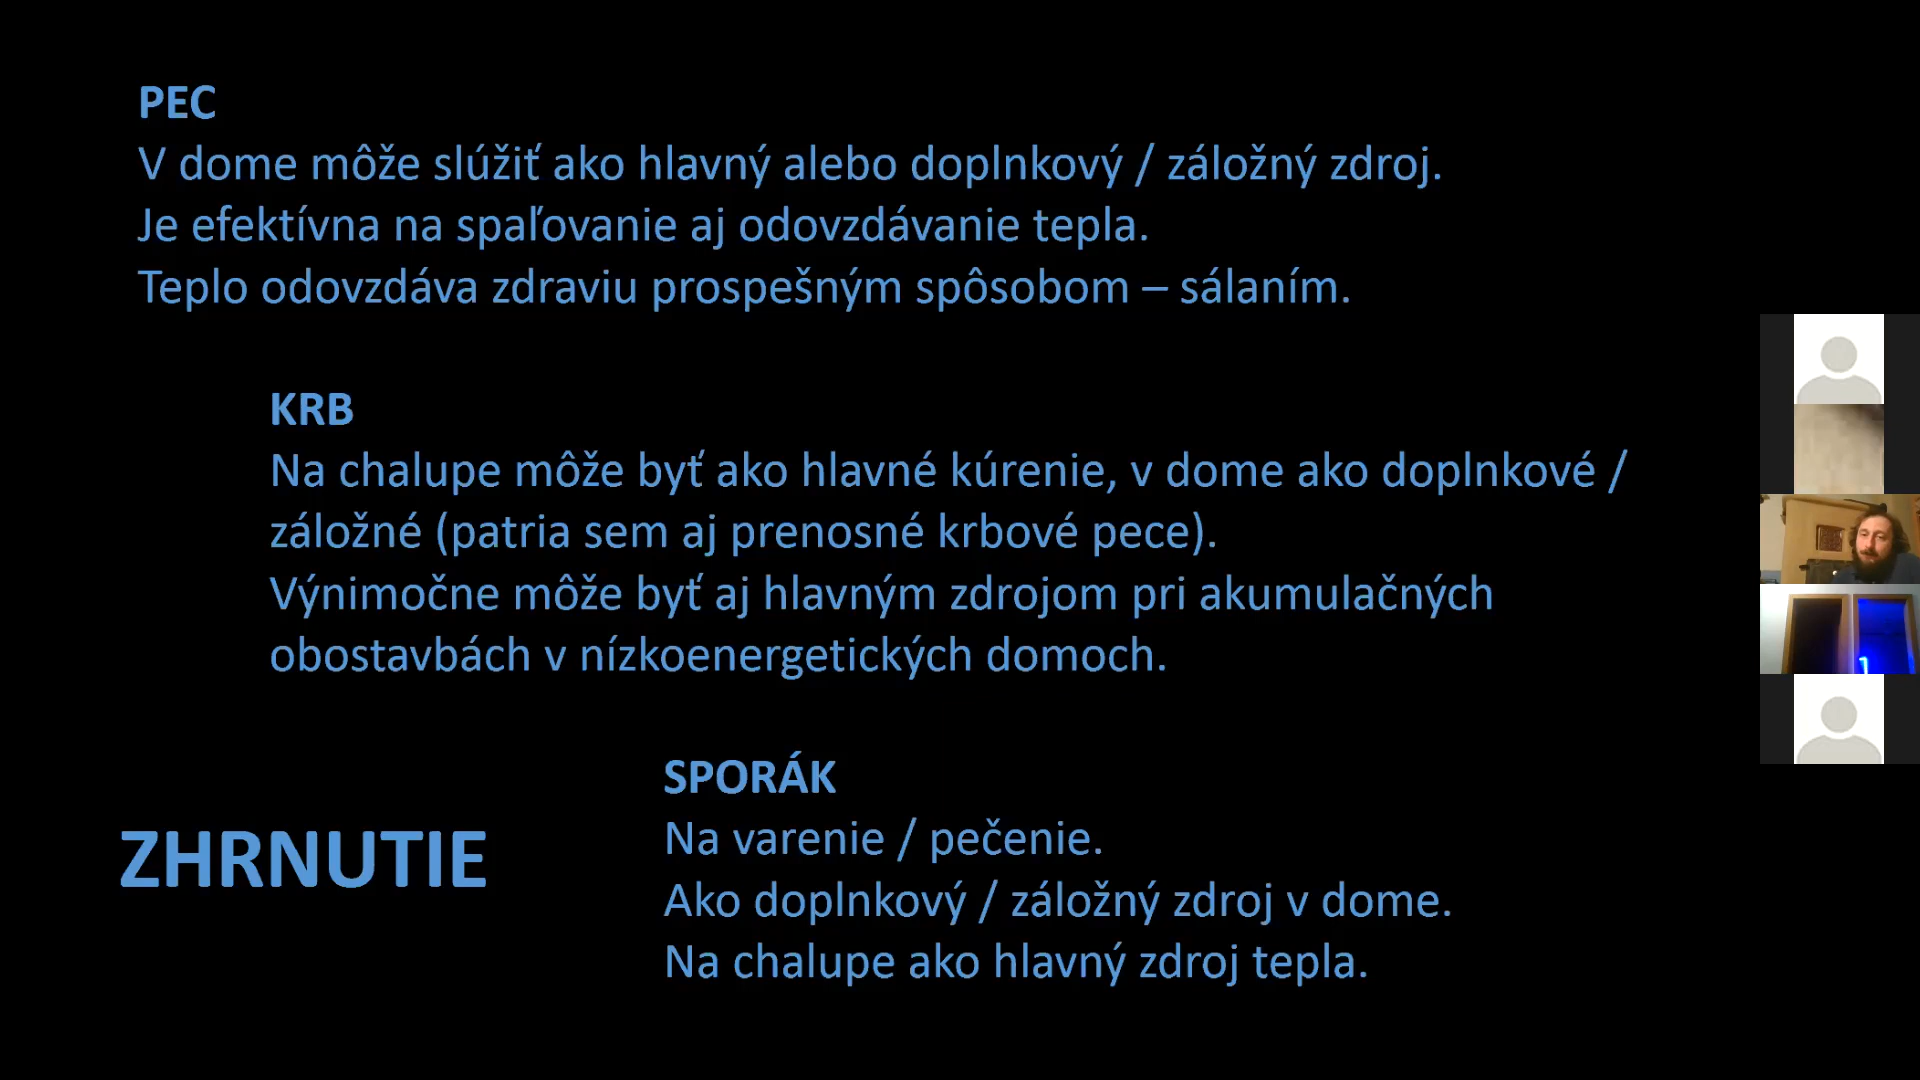 PEC
V dome môže slúžiť ako hlavný alebo doplnkový / záložný zdroj.
Je efektívna na spaľovanie aj odovzdávanie tepla.
Teplo odovzdáva zdraviu prospešným spôsobom – sálaním.
KRB
Na chalupe môže byť ako hlavné kúrenie, v dome ako doplnkové /
záložné (patria sem aj prenosné krbové pece).
Výnimočne môže byť aj hlavným zdrojom pri akumulačných
obostavbách v nízkoenergetických domoch.
SPORÁK
Na varenie / pečenie.
Ako doplnkový / záložný zdroj v dome.
Na chalupe ako hlavný zdroj tepla.
ZHRNUTIE